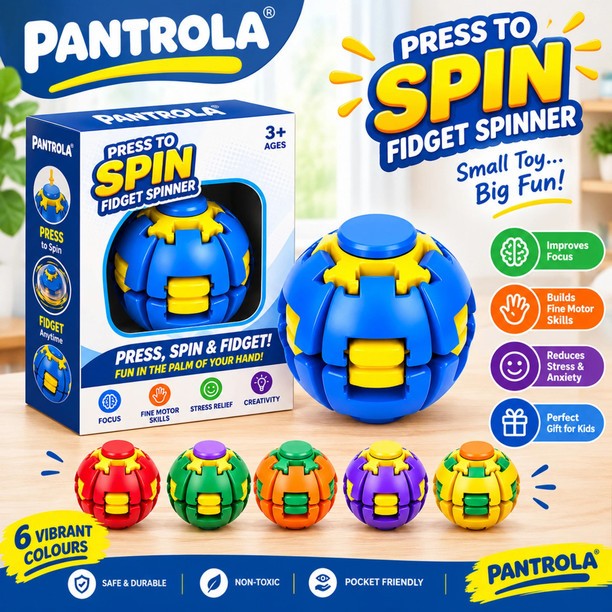 PANTROLA®
PRESS TO
SPIN
FIDGET SPINNER
Small Toy...
Big Fun!
PANTROLA®
PANTROLA®
PRESS TO
SPIN
FIDGET SPINNER
3+
AGES
PRESS
to Spin
FIDGET
Anytime
PRESS, SPIN & FIDGET!
FUN IN THE PALM OF YOUR HAND!
FOCUS
FINE MOTOR
SKILLS
STRESS RELIEF
CREATIVITY
Improves
Focus
Builds
Fine Motor
Skills
Reduces
Stress &
Anxiety
Perfect
Gift for Kids
6 VIBRANT
COLOURS
SAFE & DURABLE
NON-TOXIC
POCKET FRIENDLY
PANTROLA®